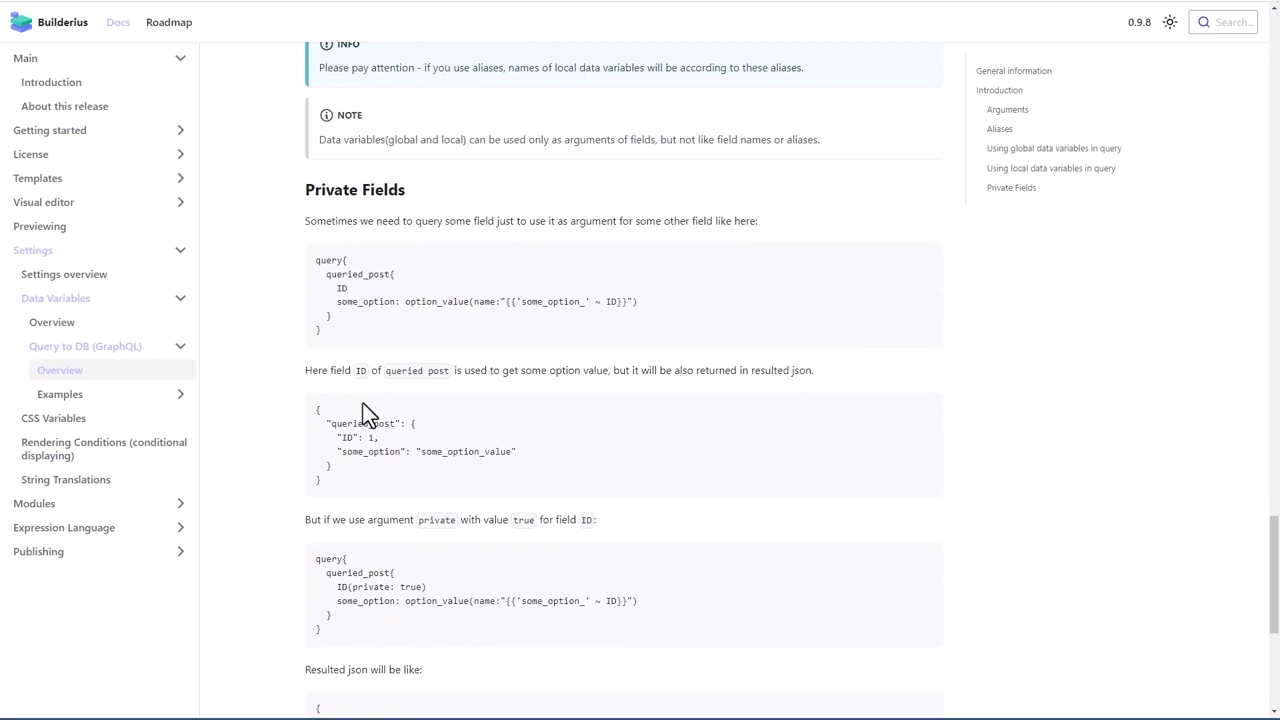 Builderius
Docs
Roadmap
0.9.8
Search...
Main
Introduction
About this release
Getting started
License
Templates
Visual editor
Previewing
Settings
Settings overview
Data Variables
Overview
Query to DB (GraphQL)
Overview
Examples
CSS Variables
Rendering Conditions (conditional
displaying)
String Translations
Modules
Expression Language
Publishing
INFO
Please pay attention - if you use aliases, names of local data variables will be according to these aliases.
NOTE
Data variables(global and local) can be used only as arguments of fields, but not like field names or aliases.
Private Fields
Sometimes we need to query some field just to use it as argument for some other field like here:
query{
queried_post{
ID
some_option: option_value(name:"{{'some_option_' ~ ID}}")
}
}
Here field ID of queried post is used to get some option value, but it will be also returned in resulted json.
{
"queried_post": {
"ID": 1,
"some_option": "some_option_value"
}
}
But if we use argument private with value true for field ID:
query{
queried_post{
ID(private: true)
some_option: option_value(name:"{{'some_option_' ~ ID}}")
}
}
Resulted json will be like:
{
General information
Introduction
Arguments
Aliases
Using global data variables in query
Using local data variables in query
Private Fields